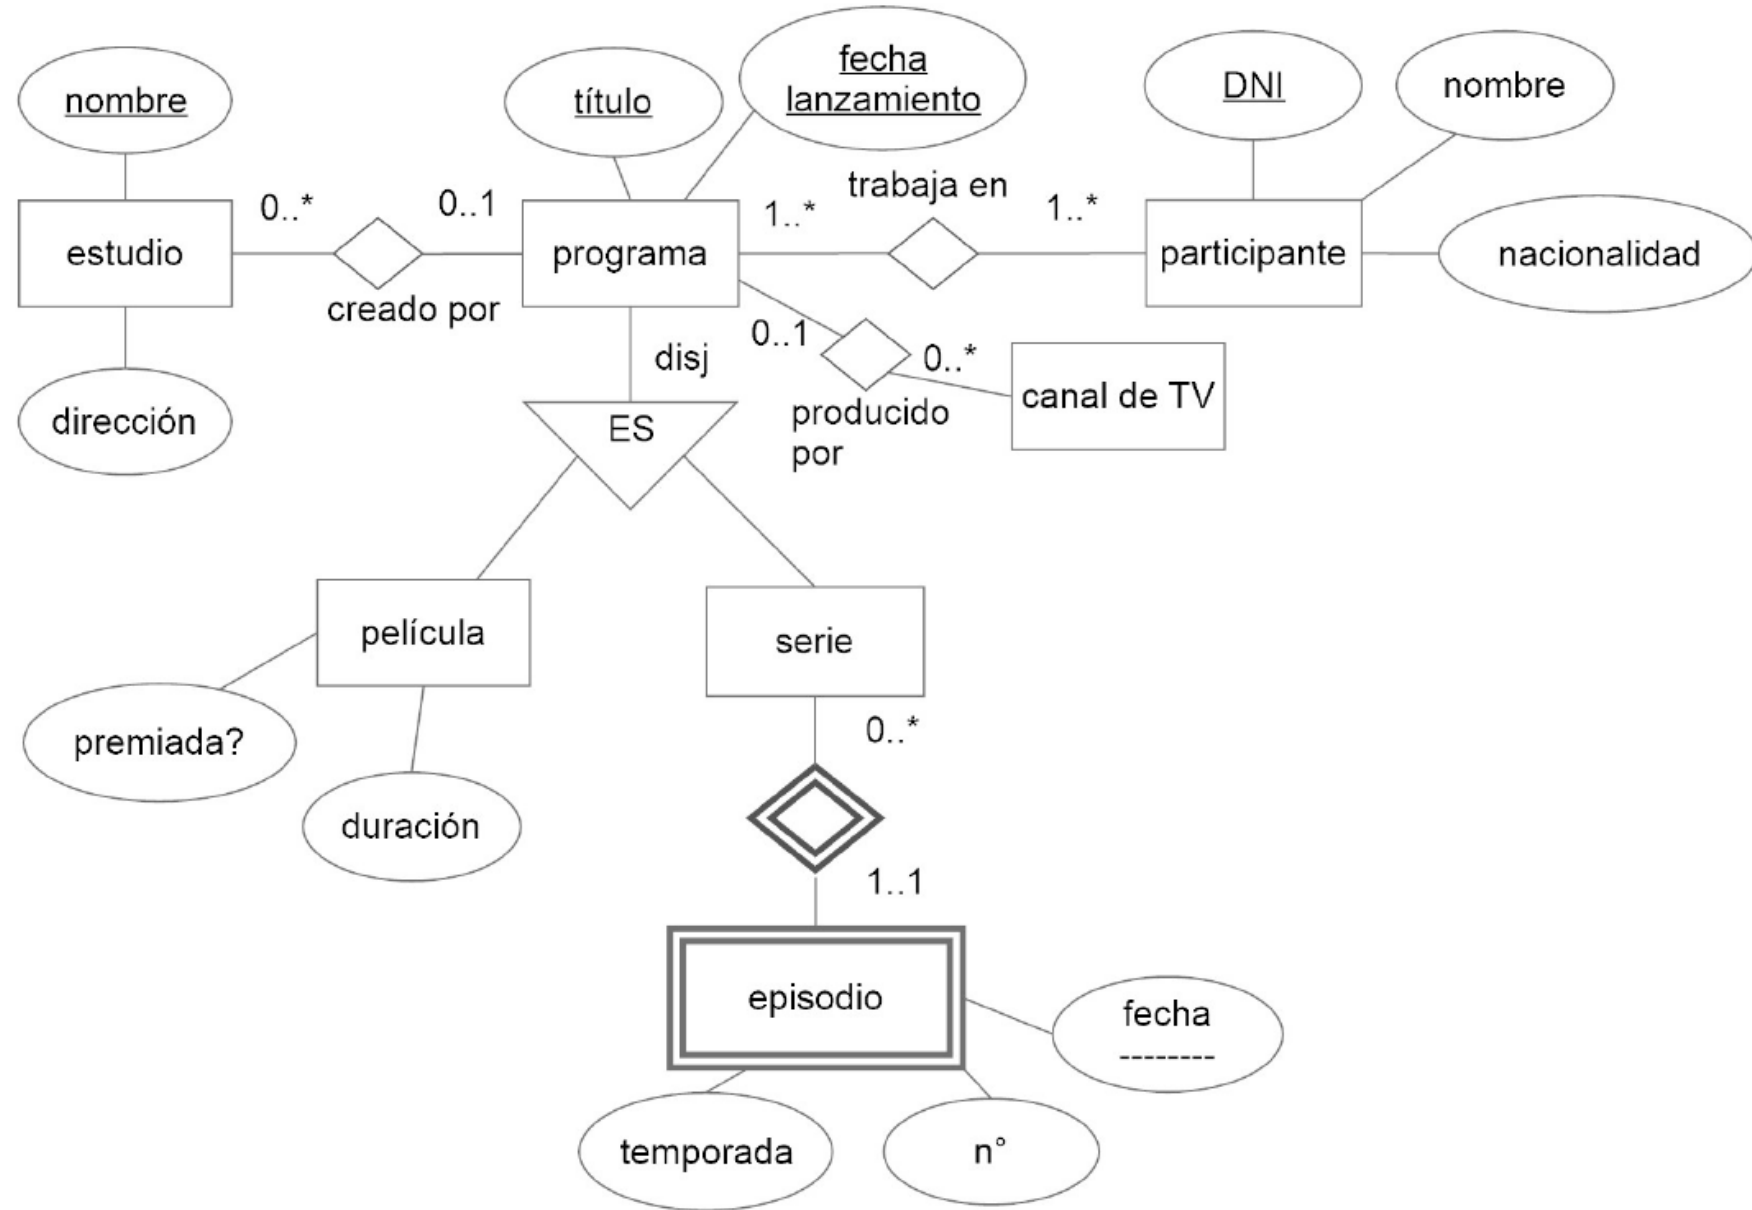 nombre
título
fecha
lanzamiento
DNI
nombre
0..*
0..1
1..*
trabaja en
1..*
estudio
programa
participante
nacionalidad
creado por
disj
0..1
0..*
canal de TV
producido
por
dirección
ES
película
serie
premiada?
duración
0..*
1..1
episodio
fecha
--------
temporada
n°